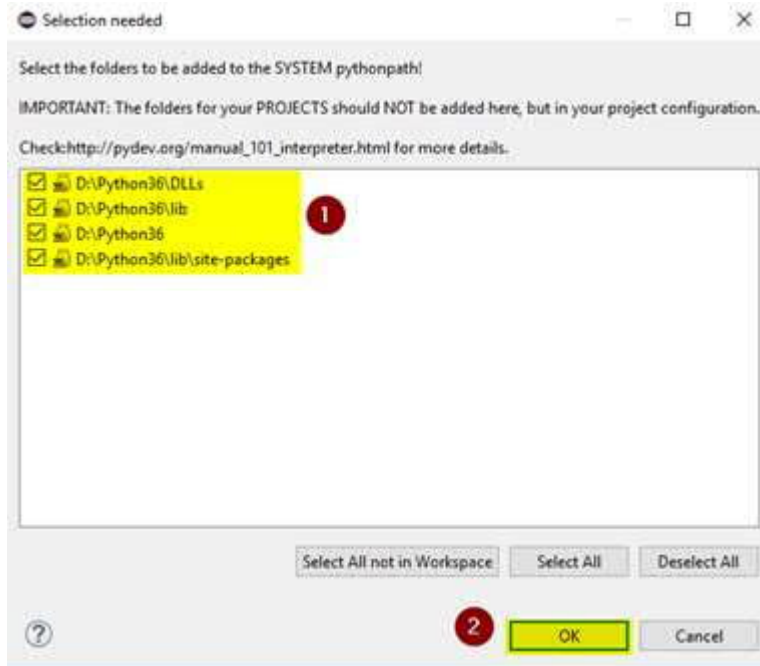 Selection needed
Select the folders to be added to the SYSTEM pythonpath!
IMPORTANT: The folders for your PROJECTS should NOT be added here, but in your project configuration.
Check:http://pydev.org/manual_101_interpreter.html for more details.
D:\Python36\DLLs
D:\Python36\lib
1
D:\Python36
D:\Python36\lib\site-packages
Select All not in Workspace Select All Deselect All
? 2 OK Cancel